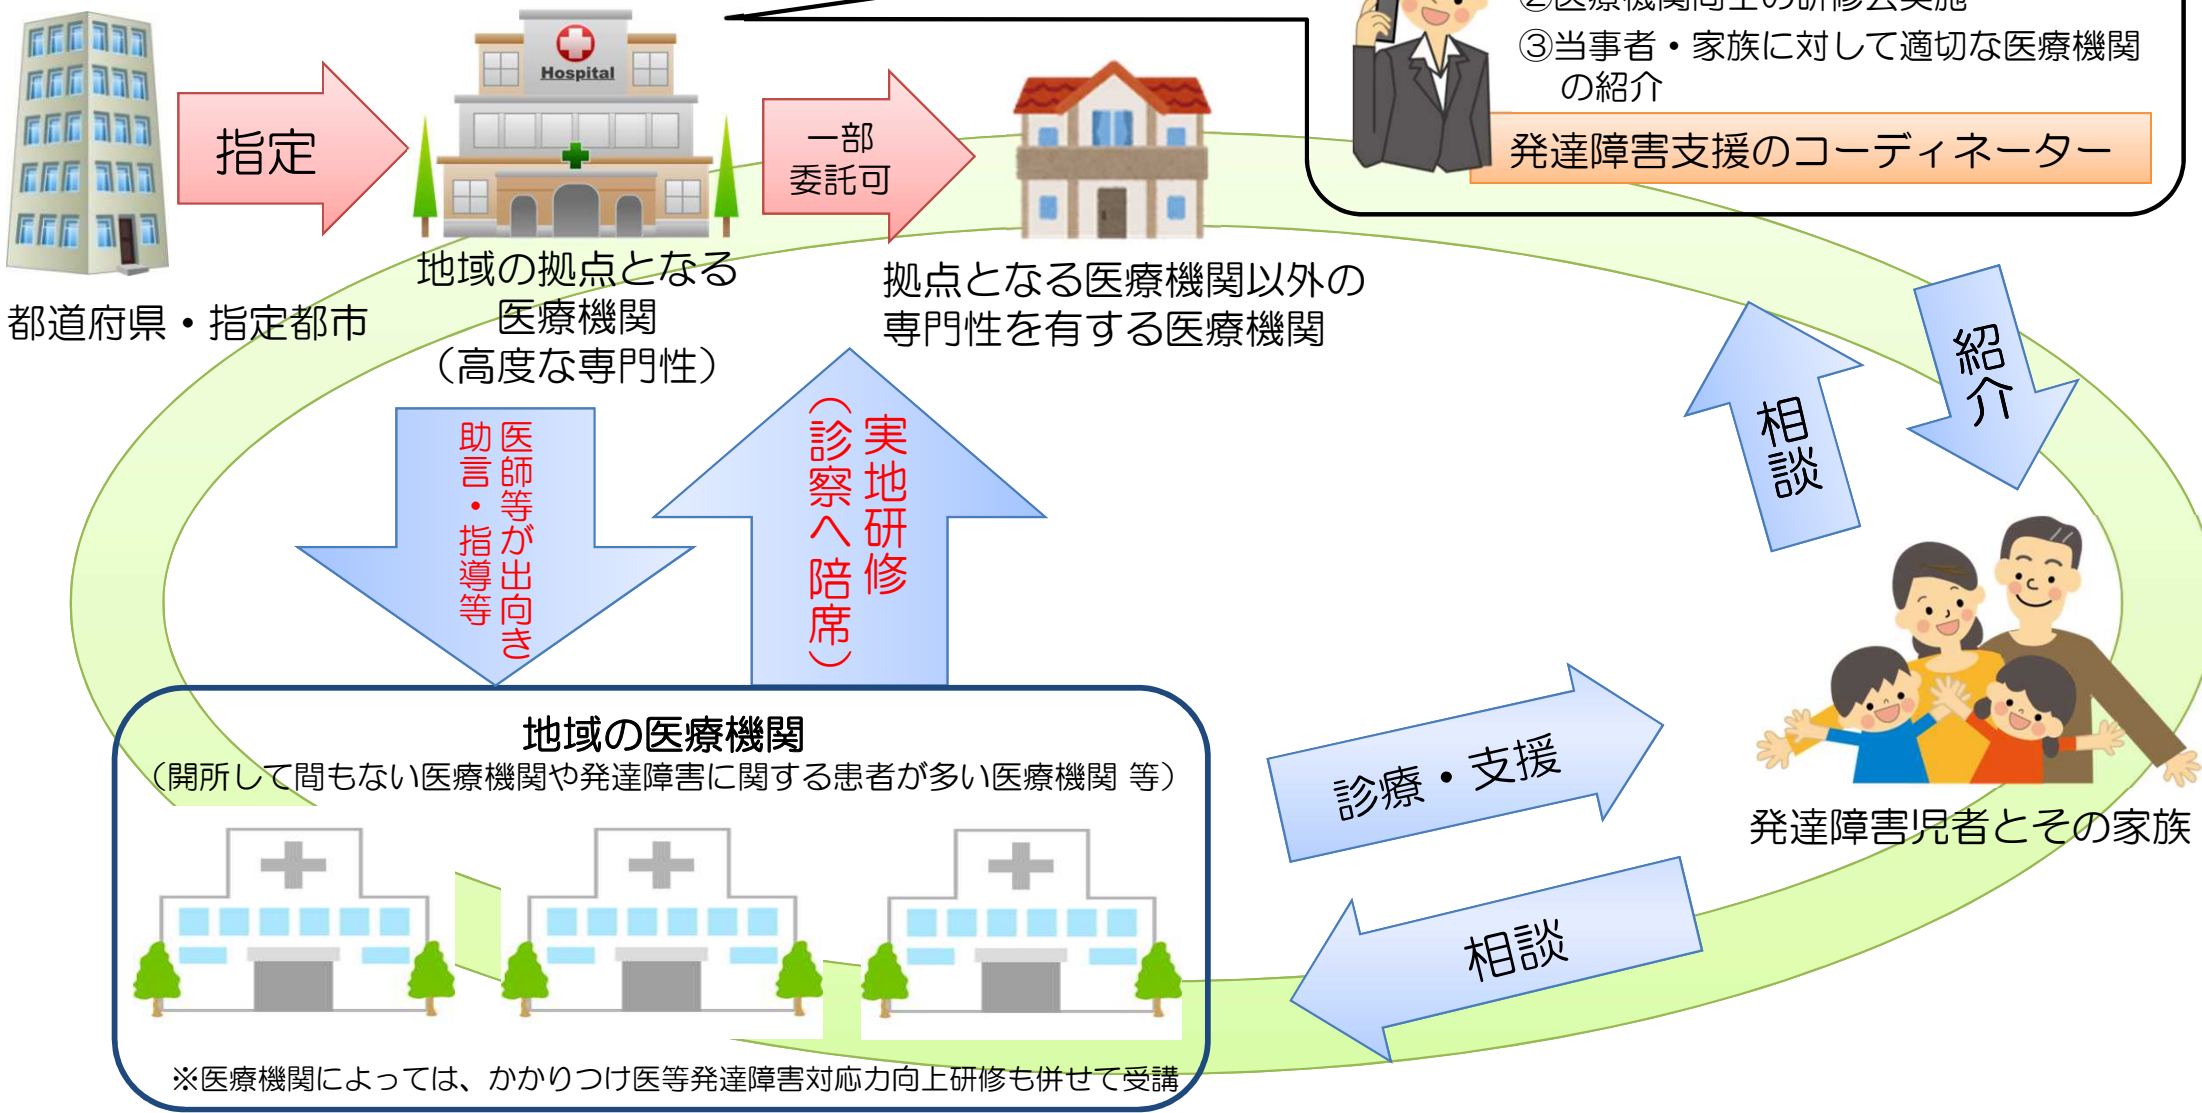 ②医療機関同士の研修会実施
③当事者・家族に対して適切な医療機関
の紹介
発達障害支援のコーディネーター
Hospital
指定
一部
委託可
都道府県・指定都市
地域の拠点となる
医療機関
（高度な専門性）
拠点となる医療機関以外の
専門性を有する医療機関
医師等が出向き
助言・指導等
実地研修
（診察へ陪席）
相談
紹介
地域の医療機関
（開所して間もない医療機関や発達障害に関する患者が多い医療機関 等）
※医療機関によっては、かかりつけ医等発達障害対応力向上研修も併せて受講
診療・支援
相談
発達障害児者とその家族